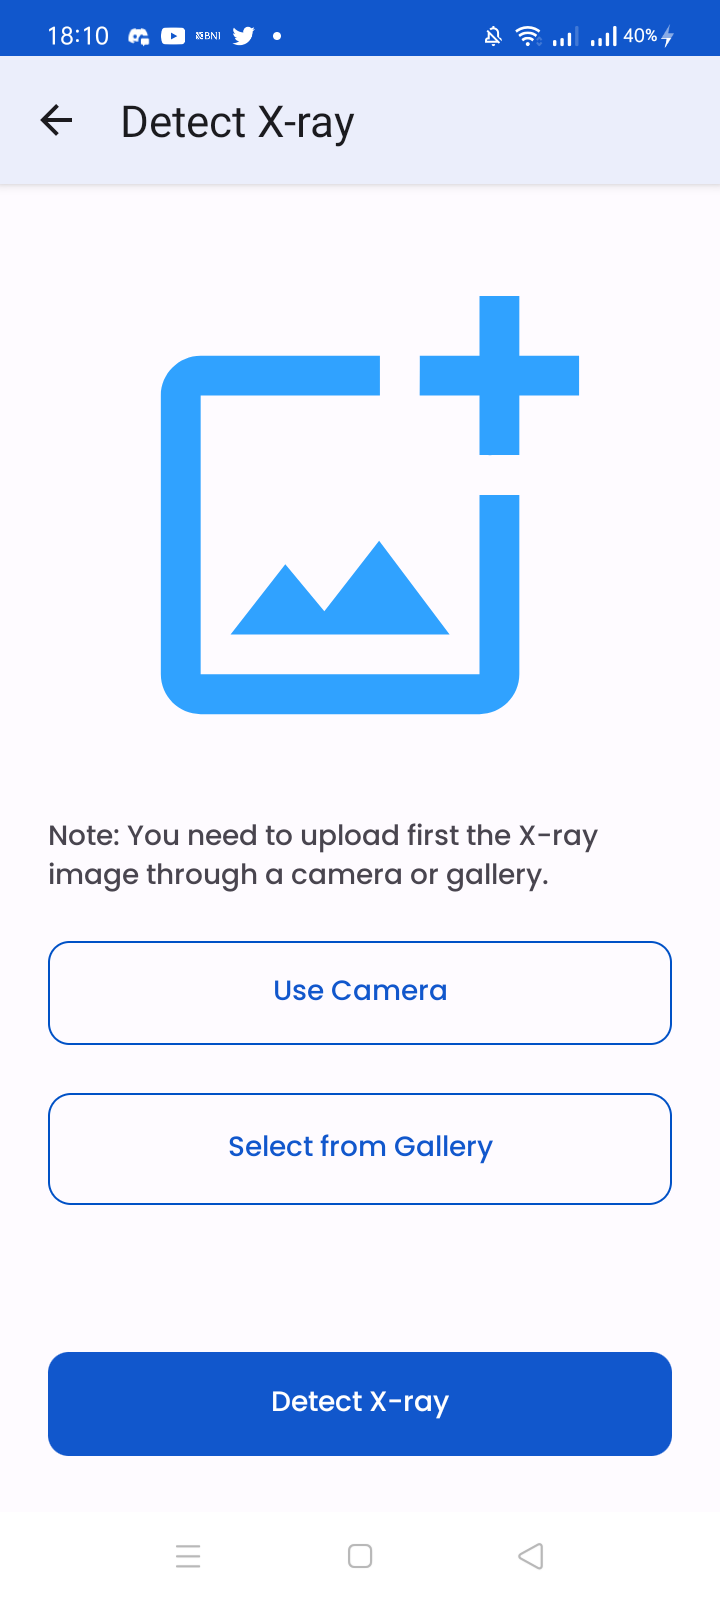 18:10 BNI 40%
Detect X-ray
Note: You need to upload first the X-ray
image through a camera or gallery.
Use Camera
Select from Gallery
Detect X-ray